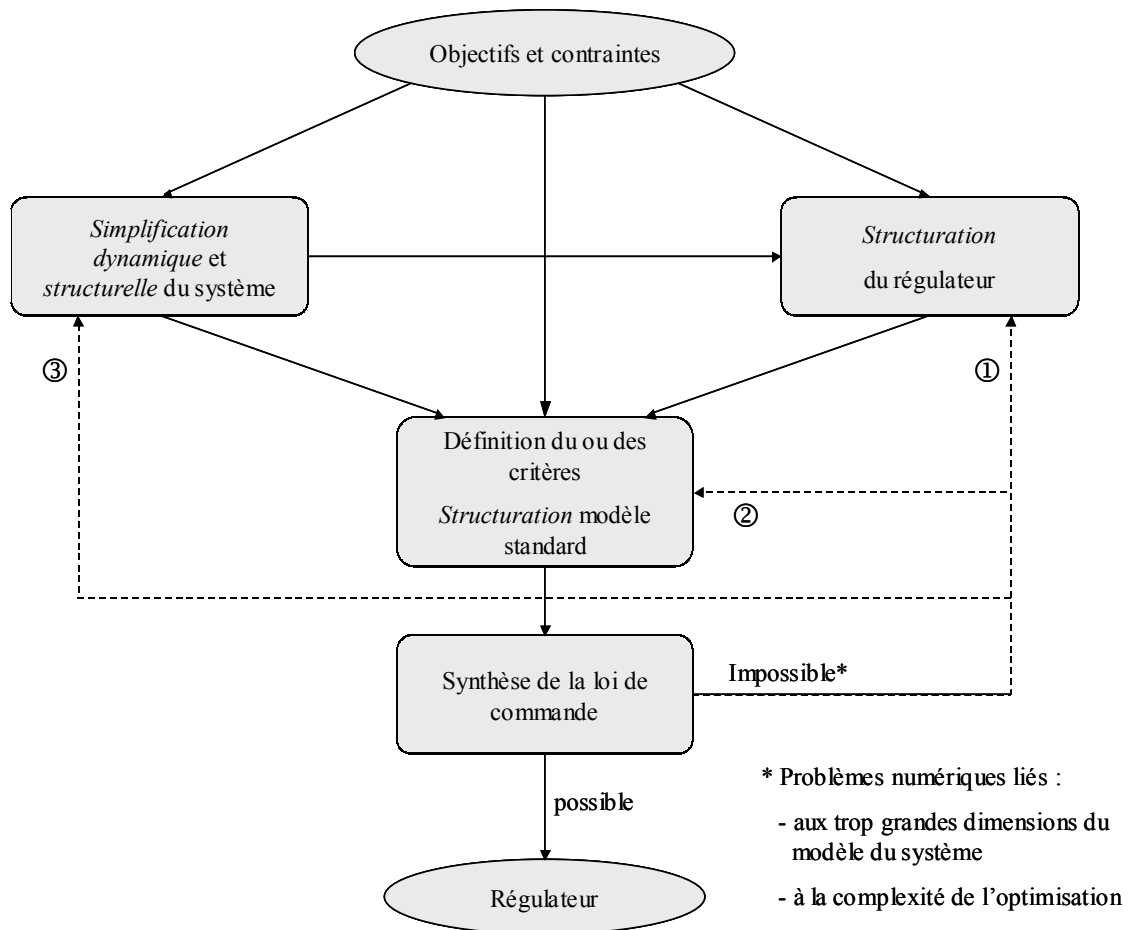 Objectifs et contraintes
Simplification
dynamique et
structurelle du système
Structuration
du régulateur
③
①
Définition du ou des
critères
Structuration modèle
standard
②
Synthèse de la loi de
commande
Impossible*
possible
* Problèmes numériques liés :
- aux trop grandes dimensions du
modèle du système
- à la complexité de l’optimisation
Régulateur